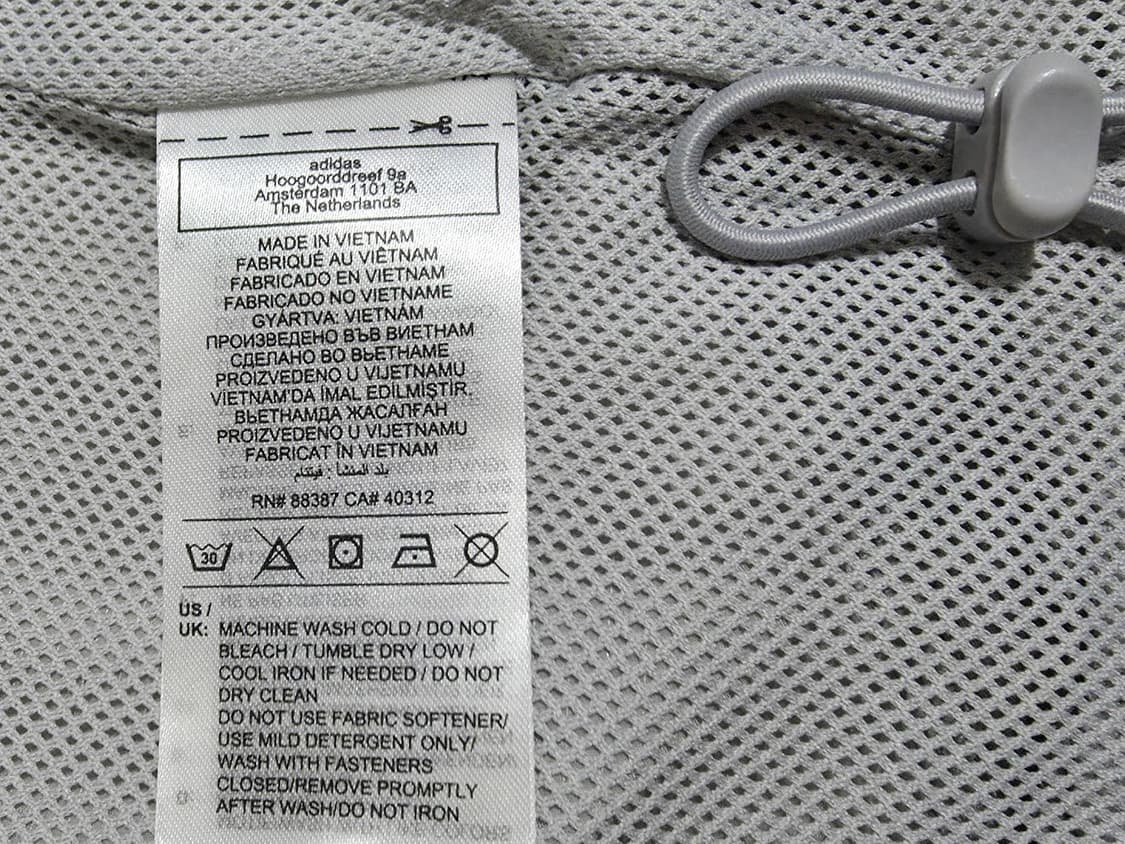 adidas
Hoogoorddreef 9a
Amsterdam 1101 BA
The Netherlands
MADE IN VIETNAM
FABRIQUÉ AU VIÊTNAM
FABRICADO EN VIETNAM
FABRICADO NO VIETNAME
GYÁRTVA: VIETNÁM
ПРОИЗВЕДЕНО ВЪВ ВИЕТНАМ
СДЕЛАНО ВО ВЬЕТНАМЕ
PROIZVEDENO U VIJETNAMU
VIETNAM'DA İMAL EDİLMİŞTİR.
ВЬЕТНАМДА ЖАСАЛҒАН
PROIZVEDENO U VIJETNAMU
FABRICAT ÎN VIETNAM
بلد المنشأ : فيتنام
RN# 88387 CA# 40312
30
US /
UK: MACHINE WASH COLD / DO NOT
BLEACH / TUMBLE DRY LOW /
COOL IRON IF NEEDED / DO NOT
DRY CLEAN
DO NOT USE FABRIC SOFTENER/
USE MILD DETERGENT ONLY/
WASH WITH FASTENERS
CLOSED/REMOVE PROMPTLY
AFTER WASH/DO NOT IRON